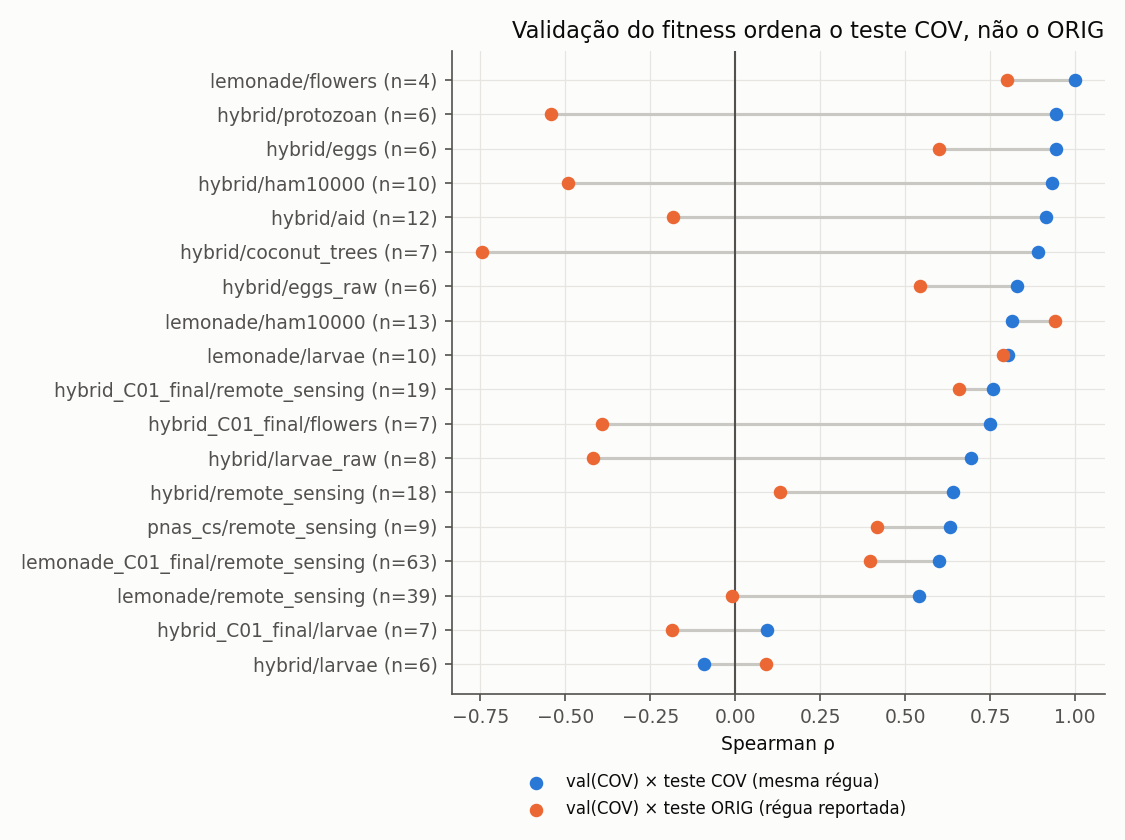 Validação do fitness ordena o teste COV, não o ORIG
lemonade/flowers (n=4)
hybrid/protozoan (n=6)
hybrid/eggs (n=6)
hybrid/ham10000 (n=10)
hybrid/aid (n=12)
hybrid/coconut_trees (n=7)
hybrid/eggs_raw (n=6)
lemonade/ham10000 (n=13)
lemonade/larvae (n=10)
hybrid_C01_final/remote_sensing (n=19)
hybrid_C01_final/flowers (n=7)
hybrid/larvae_raw (n=8)
hybrid/remote_sensing (n=18)
pnas_cs/remote_sensing (n=9)
lemonade_C01_final/remote_sensing (n=63)
lemonade/remote_sensing (n=39)
hybrid_C01_final/larvae (n=7)
hybrid/larvae (n=6)
−0.75 −0.50 −0.25 0.00 0.25 0.50 0.75 1.00
Spearman ρ
val(COV) × teste COV (mesma régua)
val(COV) × teste ORIG (régua reportada)